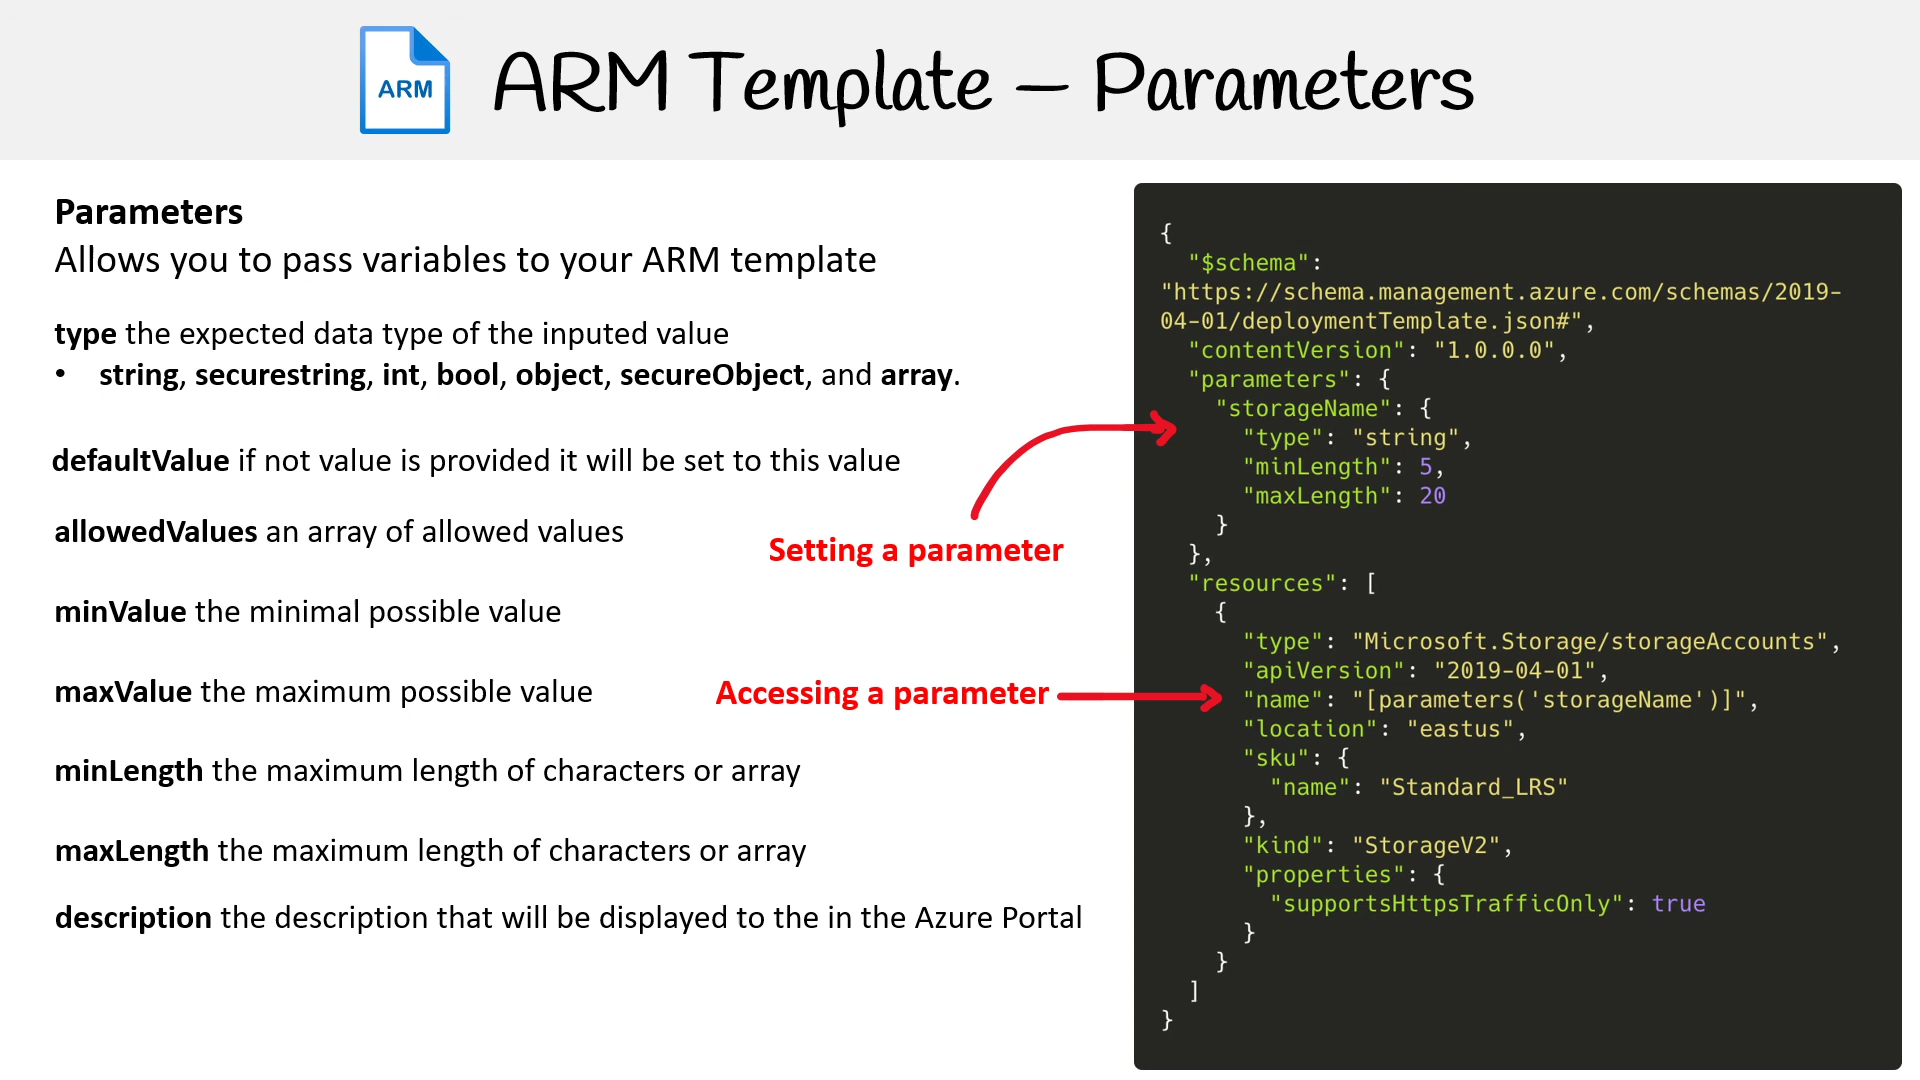 ARM
ARM Template – Parameters
Parameters
Allows you to pass variables to your ARM template
type the expected data type of the inputed value
• string, securestring, int, bool, object, secureObject, and array.
defaultValue if not value is provided it will be set to this value
allowedValues an array of allowed values
minValue the minimal possible value
maxValue the maximum possible value
minLength the maximum length of characters or array
maxLength the maximum length of characters or array
description the description that will be displayed to the in the Azure Portal
Setting a parameter
Accessing a parameter
{
  "$schema":
"https://schema.management.azure.com/schemas/2019-
04-01/deploymentTemplate.json#",
  "contentVersion": "1.0.0.0",
  "parameters": {
    "storageName": {
      "type": "string",
      "minLength": 5,
      "maxLength": 20
    }
  },
  "resources": [
    {
      "type": "Microsoft.Storage/storageAccounts",
      "apiVersion": "2019-04-01",
      "name": "[parameters('storageName')]",
      "location": "eastus",
      "sku": {
        "name": "Standard_LRS"
      },
      "kind": "StorageV2",
      "properties": {
        "supportsHttpsTrafficOnly": true
      }
    }
  ]
}